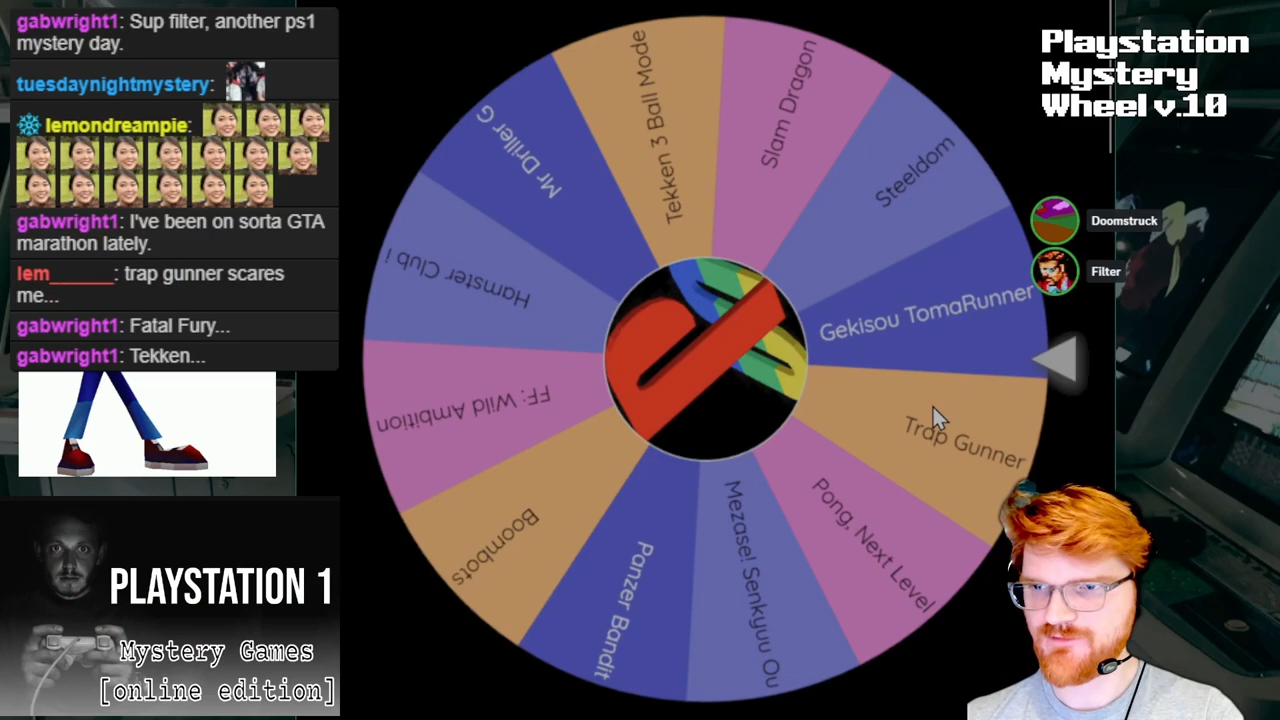 gabwright1: Sup filter, another ps1
mystery day.
tuesdaynightmystery:
lemondreampie:
gabwright1: I've been on sorta GTA
marathon lately.
lem______: trap gunner scares
me...
gabwright1: Fatal Fury...
gabwright1: Tekken...
PLAYSTATION 1
Mystery Games
[online edition]
Tekken 3 Ball Mode
Slam Dragon
Steeldom
Gekisou TomaRunner
Trap Gunner
Pong, Next Level
Mezase! Senkyuu Ou
Panzer Bandit
Boombots
FF: Wild Ambition
Hamster Club i
Mr Driller G
Playstation
Mystery
Wheel v.10
Doomstruck
Filter